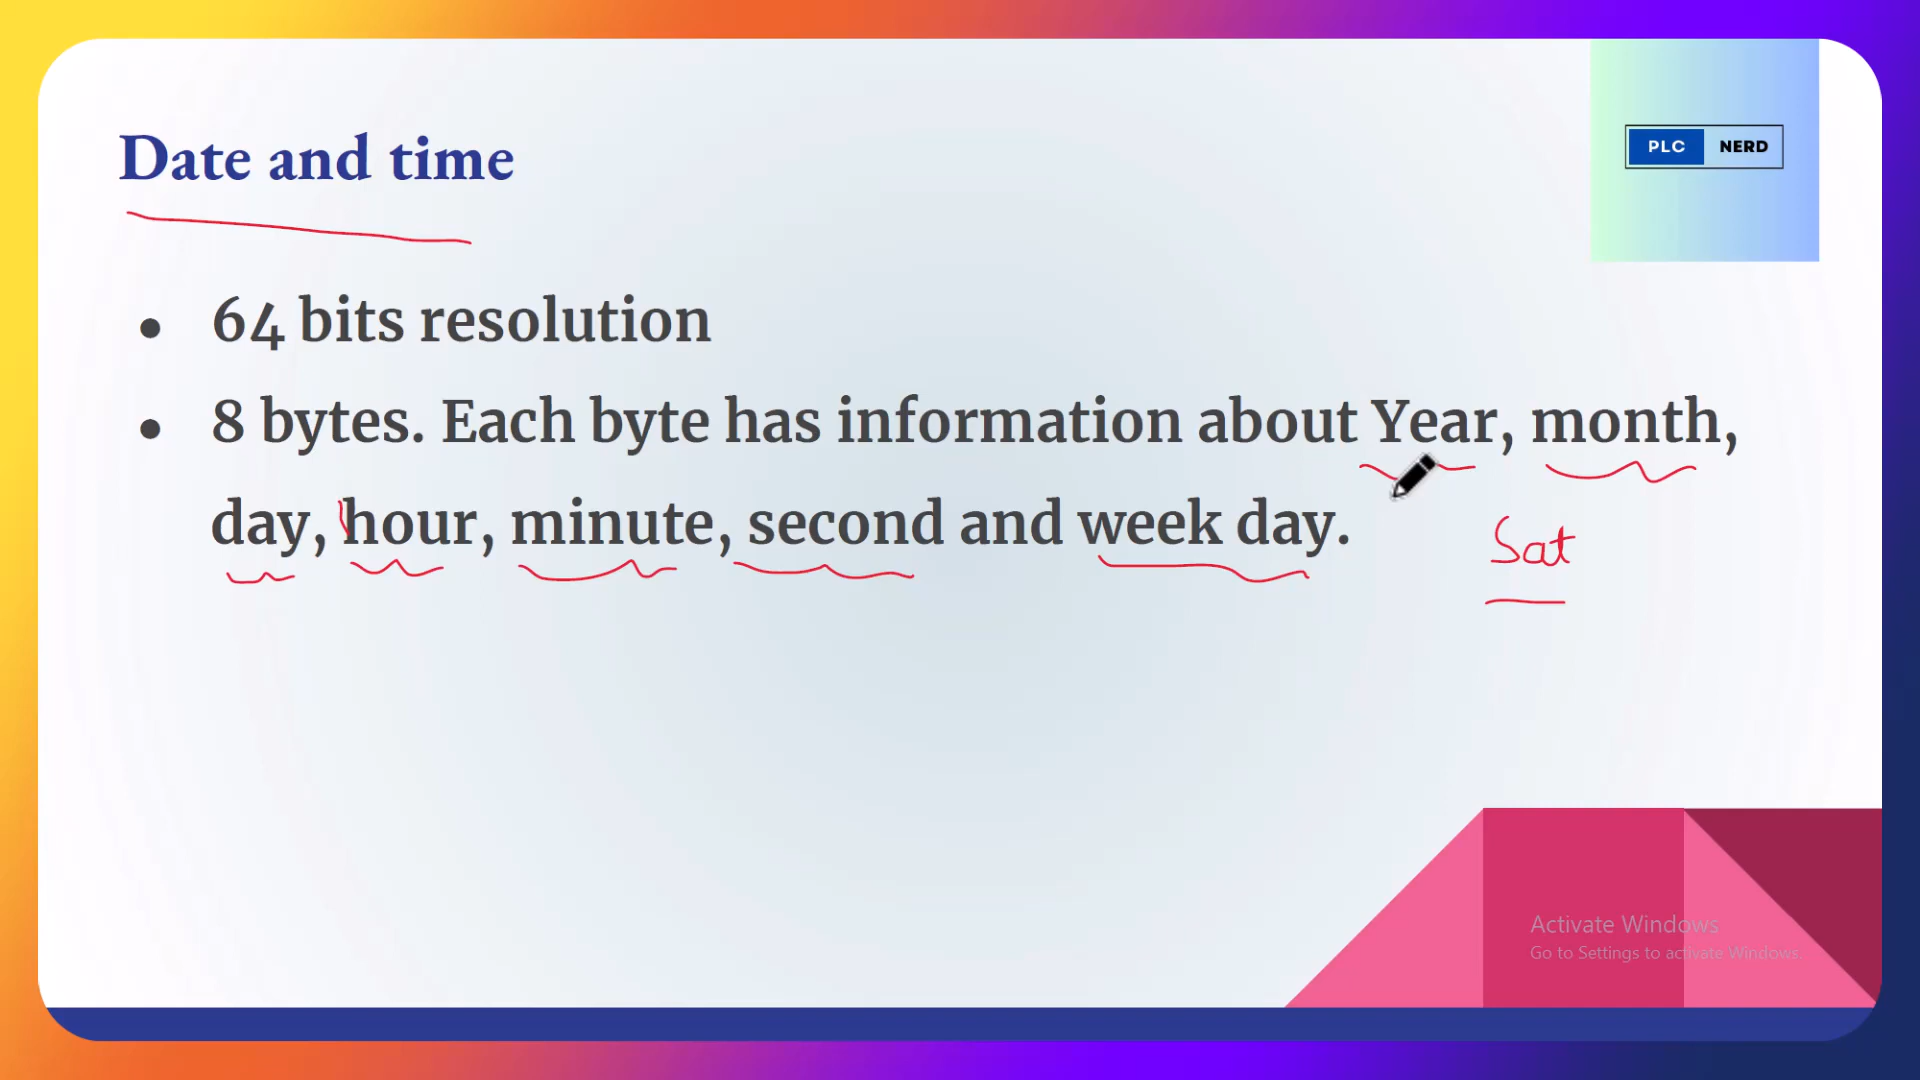 Date and time
PLC NERD
• 64 bits resolution
• 8 bytes. Each byte has information about Year, month,
day, hour, minute, second and week day.
Sat
Activate Windows
Go to Settings to activate Windows.